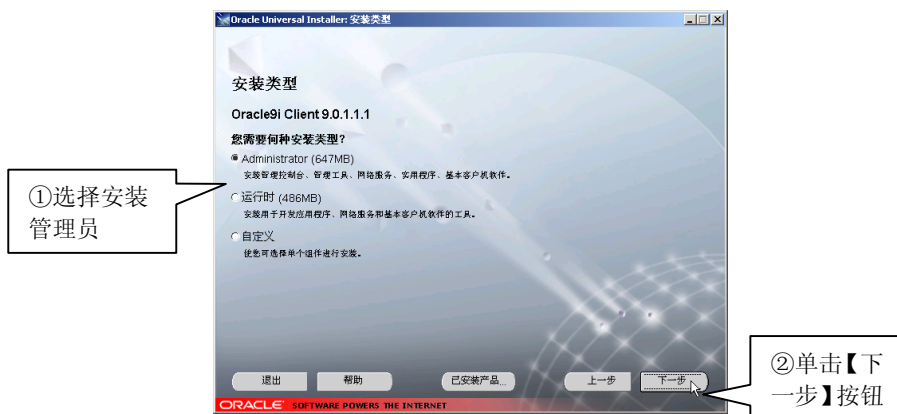 Oracle Universal Installer: 安装类型
安装类型
Oracle9i Client 9.0.1.1.1
您需要何种安装类型?
Administrator (647MB)
安装管理控制台、管理工具、网络服务、实用程序、基本客户机软件。
运行时 (486MB)
安装用于开发应用程序、网络服务和基本客户机软件的工具。
自定义
使您可选择单个组件进行安装。
①选择安装
管理员
②单击【下
一步】按钮
退出
帮助
已安装产品...
上一步
下一步
ORACLE SOFTWARE POWERS THE INTERNET